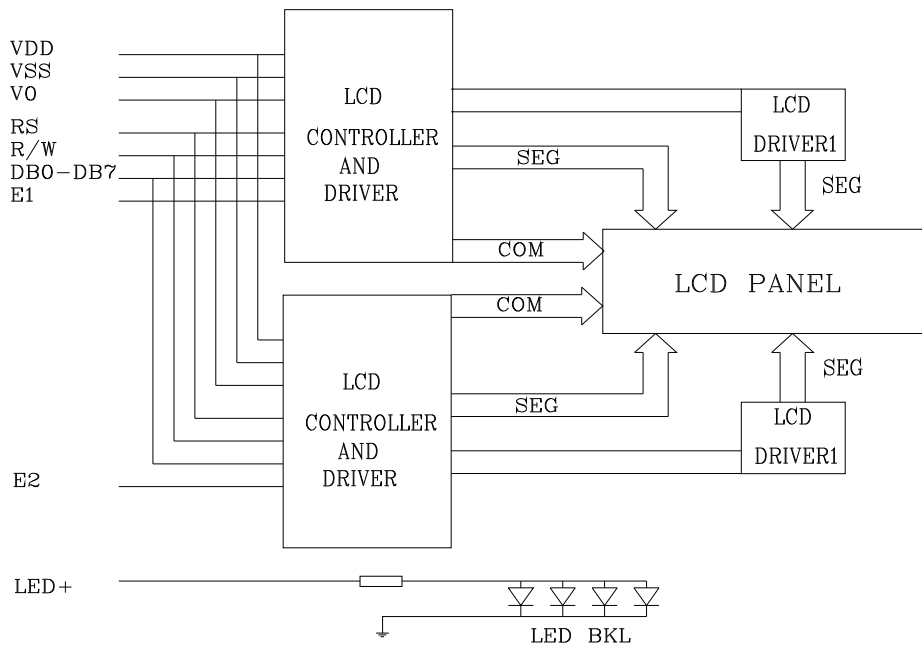 VDD
VSS
V0
RS
R/W
DB0-DB7
E1
LCD
CONTROLLER
AND
DRIVER
SEG
COM
LCD
DRIVER1
SEG
LCD PANEL
COM
LCD
CONTROLLER
AND
DRIVER
SEG
SEG
LCD
DRIVER1
E2
LED+
LED BKL